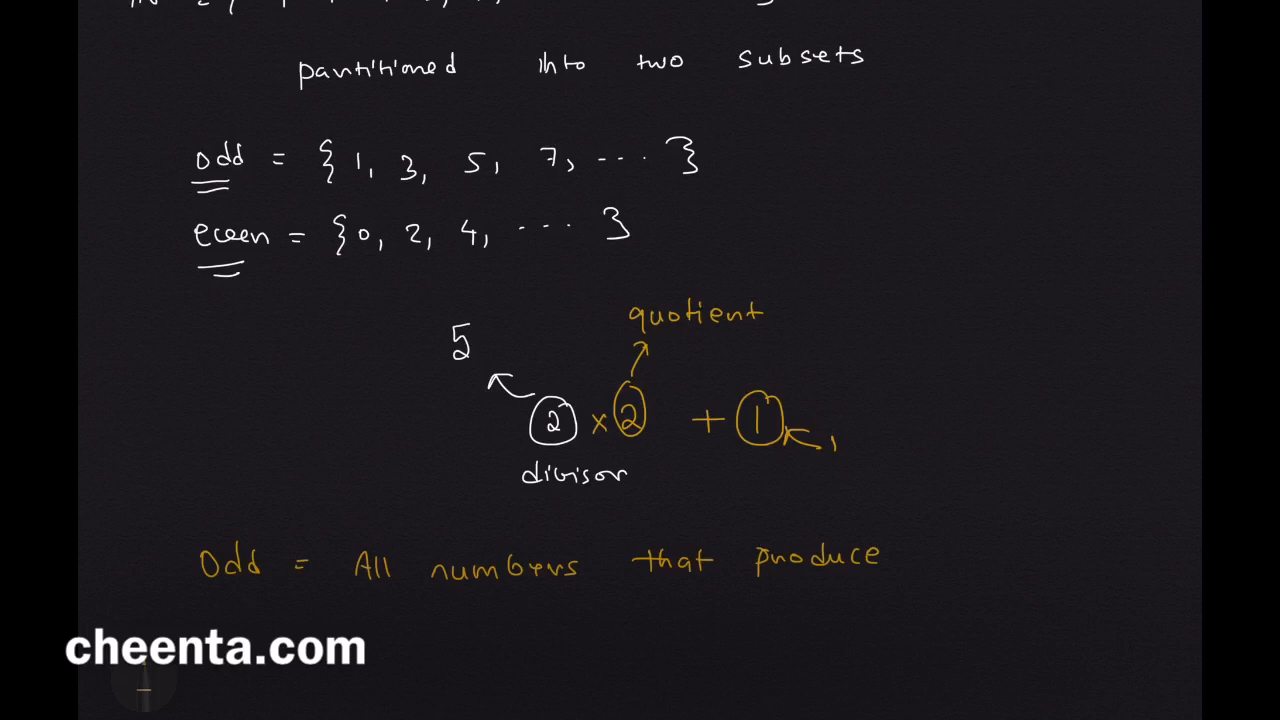 partitioned into two subsets
odd = { 1, 3, 5, 7, ... }
even = { 0, 2, 4, ... }
quotient
5
2 × 2 + 1
divisor
Odd = All numbers that produce
cheenta.com